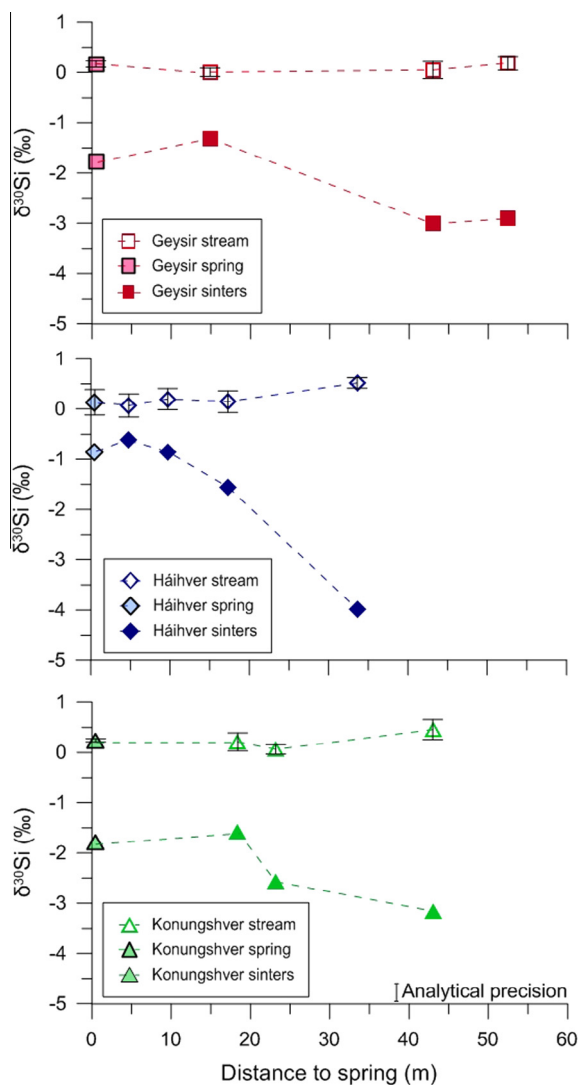 1
0
-1
-2
-3
-4
-5
δ³⁰Si (‰)
Geysir stream
Geysir spring
Geysir sinters
1
0
-1
-2
-3
-4
-5
δ³⁰Si (‰)
Háihver stream
Háihver spring
Háihver sinters
1
0
-1
-2
-3
-4
-5
δ³⁰Si (‰)
Konungshver stream
Konungshver spring
Konungshver sinters
Analytical precision
0 10 20 30 40 50 60
Distance to spring (m)